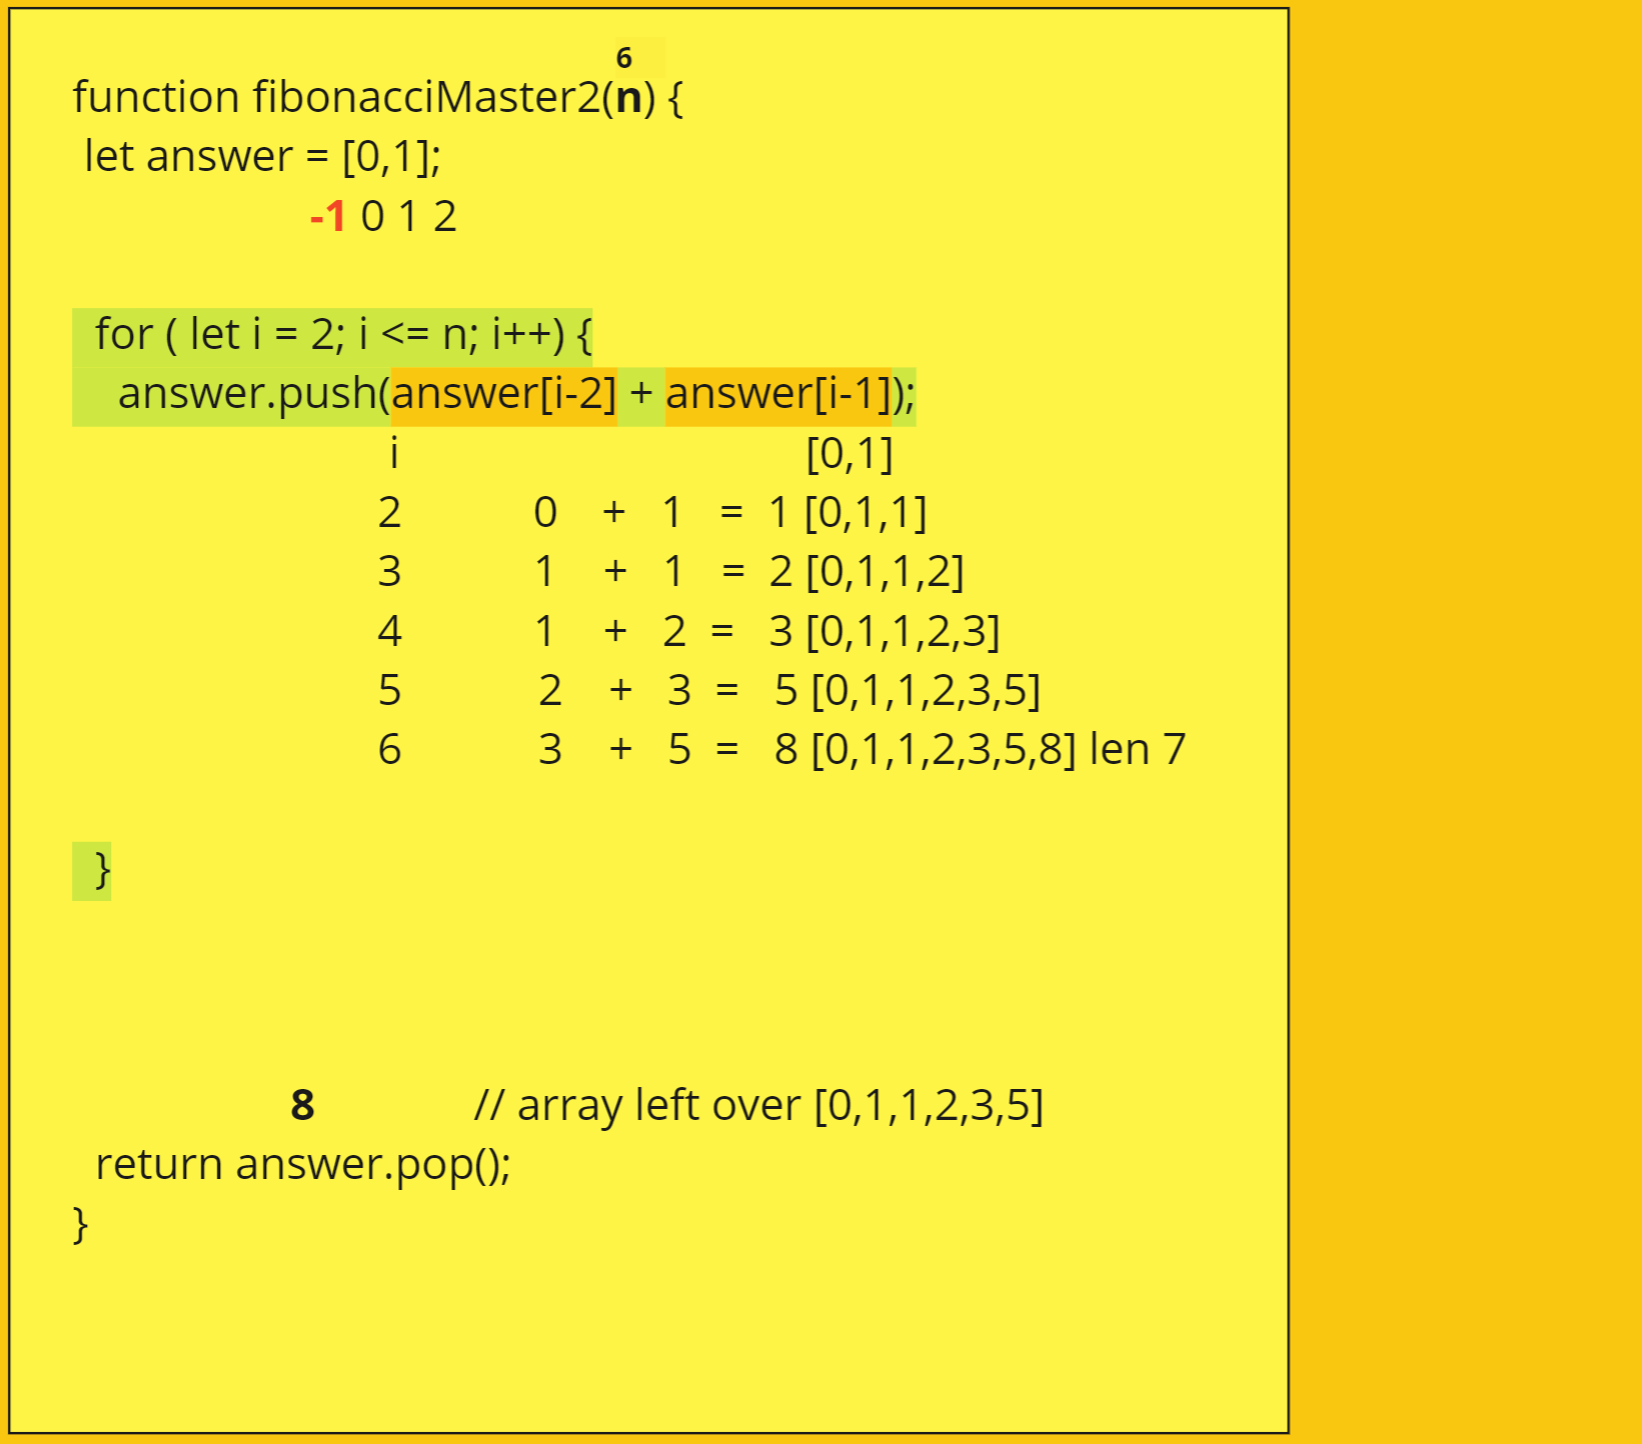 6
function fibonacciMaster2(n) {
let answer = [0,1];
-1 0 1 2
for ( let i = 2; i <= n; i++) {
answer.push(answer[i-2] + answer[i-1]);
i [0,1]
2 0 + 1 = 1 [0,1,1]
3 1 + 1 = 2 [0,1,1,2]
4 1 + 2 = 3 [0,1,1,2,3]
5 2 + 3 = 5 [0,1,1,2,3,5]
6 3 + 5 = 8 [0,1,1,2,3,5,8] len 7
}
8 // array left over [0,1,1,2,3,5]
return answer.pop();
}